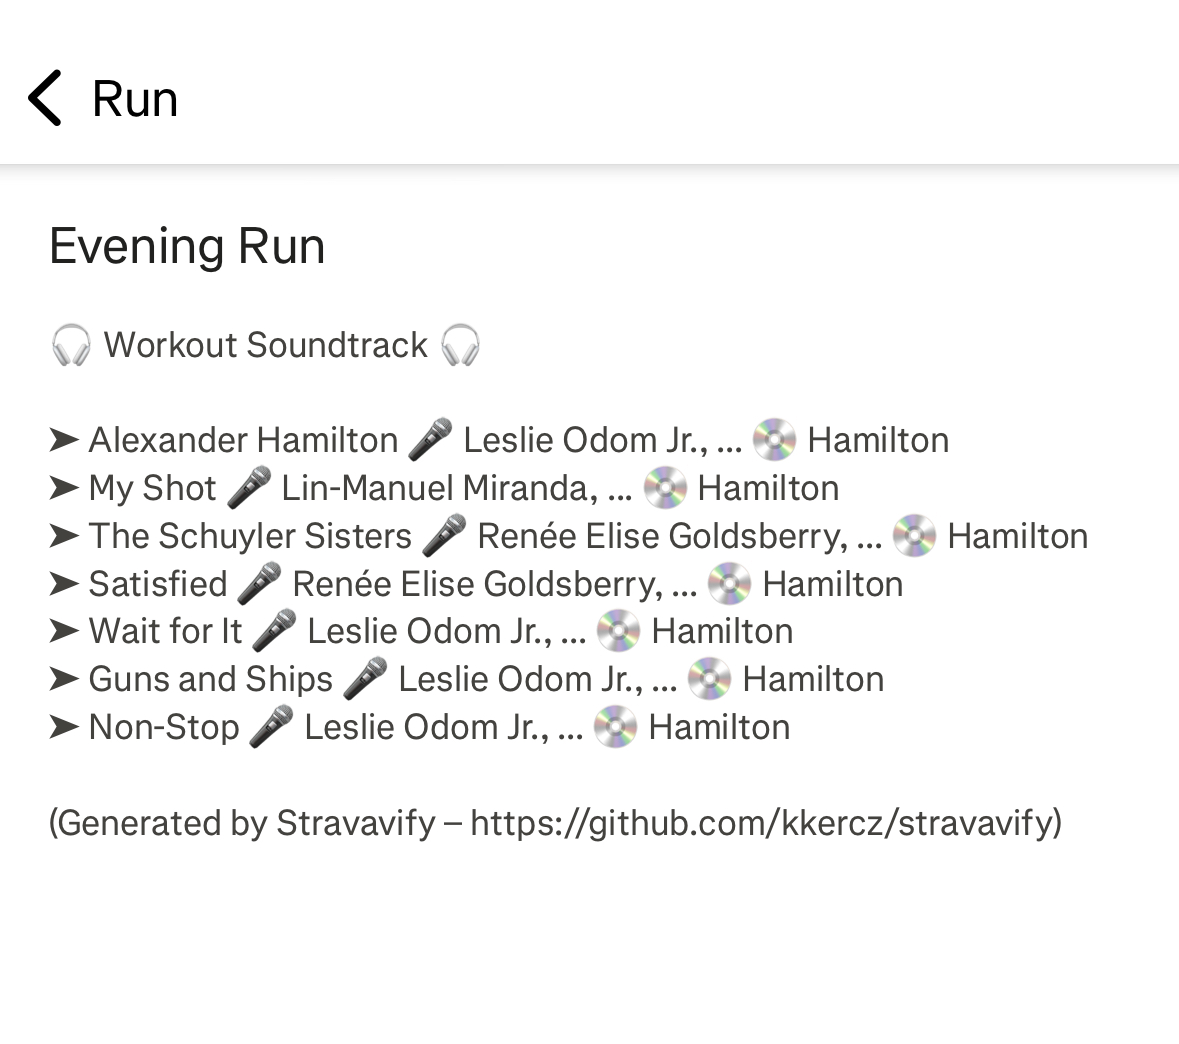 Run
Evening Run
🎧 Workout Soundtrack 🎧
➤ Alexander Hamilton 🎤 Leslie Odom Jr., ... 💿 Hamilton
➤ My Shot 🎤 Lin-Manuel Miranda, ... 💿 Hamilton
➤ The Schuyler Sisters 🎤 Renée Elise Goldsberry, ... 💿 Hamilton
➤ Satisfied 🎤 Renée Elise Goldsberry, ... 💿 Hamilton
➤ Wait for It 🎤 Leslie Odom Jr., ... 💿 Hamilton
➤ Guns and Ships 🎤 Leslie Odom Jr., ... 💿 Hamilton
➤ Non-Stop 🎤 Leslie Odom Jr., ... 💿 Hamilton
(Generated by Stravavify – https://github.com/kkercz/stravavify)